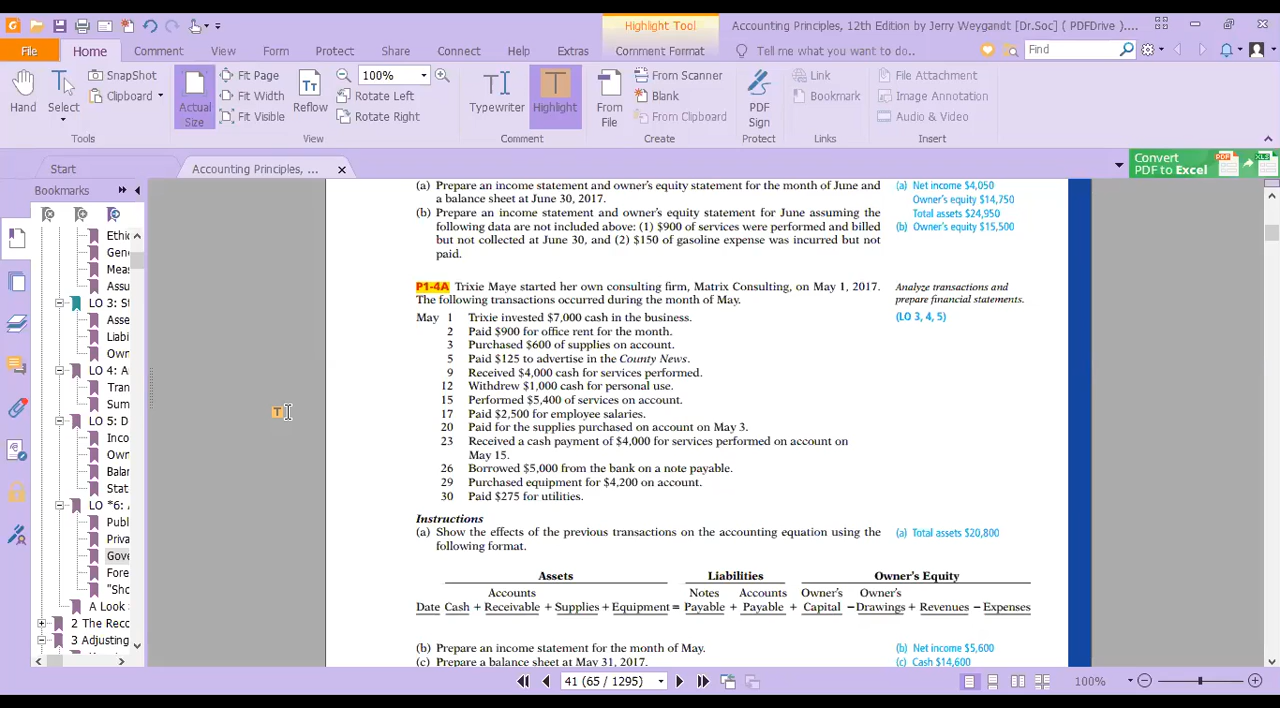 Highlight Tool
Accounting Principles, 12th Edition by Jerry Weygandt [Dr.Soc] ( PDFDrive )....
File Home Comment View Form Protect Share Connect Help Extras Comment Format Tell me what you want to do.. Find
Hand
Select
SnapShot
Clipboard
Tools
Actual Size
Fit Page
Fit Width
Fit Visible
Reflow
100%
Rotate Left
Rotate Right
View
Typewriter
Highlight
Comment
From File
From Scanner
Blank
From Clipboard
Create
PDF Sign
Protect
Link
Bookmark
Links
File Attachment
Image Annotation
Audio & Video
Insert
Start
Accounting Principles, ...
Convert
PDF to Excel
Bookmarks
Ethic
Gene
Meas
Assu
LO 3: St
Asse
Liabi
Own
LO 4: A
Tran
Sum
LO 5: D
Inco
Own
Balar
Stat
LO *6: A
Publ
Priva
Gove
Fore
"Sho
A Look
2 The Reco
3 Adjusting
(a) Prepare an income statement and owner's equity statement for the month of June and
a balance sheet at June 30, 2017.
(b) Prepare an income statement and owner's equity statement for June assuming the
following data are not included above: (1) $900 of services were performed and billed
but not collected at June 30, and (2) $150 of gasoline expense was incurred but not
paid.
(a) Net income $4,050
Owner's equity $14,750
Total assets $24,950
(b) Owner's equity $15,500
P1-4A Trixie Maye started her own consulting firm, Matrix Consulting, on May 1, 2017.
The following transactions occurred during the month of May.
Analyze transactions and
prepare financial statements.
(LO 3, 4, 5)
May 1 Trixie invested $7,000 cash in the business.
2 Paid $900 for office rent for the month.
3 Purchased $600 of supplies on account.
5 Paid $125 to advertise in the County News.
9 Received $4,000 cash for services performed.
12 Withdrew $1,000 cash for personal use.
15 Performed $5,400 of services on account.
17 Paid $2,500 for employee salaries.
20 Paid for the supplies purchased on account on May 3.
23 Received a cash payment of $4,000 for services performed on account on
May 15.
26 Borrowed $5,000 from the bank on a note payable.
29 Purchased equipment for $4,200 on account.
30 Paid $275 for utilities.
Instructions
(a) Show the effects of the previous transactions on the accounting equation using the
following format.
(a) Total assets $20,800
Assets Liabilities Owner's Equity
Accounts Notes Accounts Owner's Owner's
Date Cash + Receivable + Supplies + Equipment = Payable + Payable + Capital − Drawings + Revenues − Expenses
(b) Prepare an income statement for the month of May.
(b) Net income $5,600
(c) Prepare a balance sheet at May 31, 2017.
(c) Cash $14,600
41 (65 / 1295)
100%